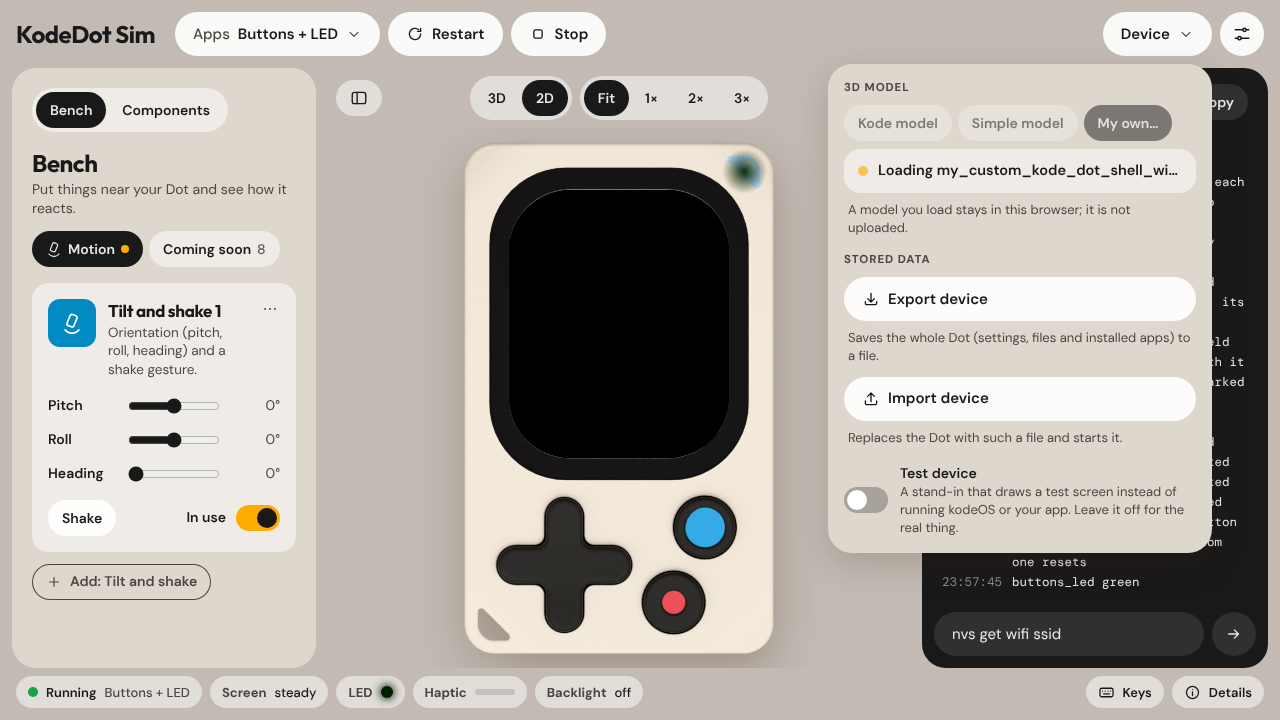 KodeDot Sim
Apps Buttons + LED
Restart
Stop
Device
Bench
Components
3D
2D
Fit
1×
2×
3×
Bench
Put things near your Dot and see how it
reacts.
Motion
Coming soon 8
Tilt and shake 1
Orientation (pitch,
roll, heading) and a
shake gesture.
Pitch
0°
Roll
0°
Heading
0°
Shake
In use
Add: Tilt and shake
3D MODEL
Kode model
Simple model
My own…
Loading my_custom_kode_dot_shell_wi…
A model you load stays in this browser; it is not
uploaded.
STORED DATA
Export device
Saves the whole Dot (settings, files and installed apps) to
a file.
Import device
Replaces the Dot with such a file and starts it.
Test device
A stand-in that draws a test screen instead of
running kodeOS or your app. Leave it off for the
real thing.
each
its
it
one resets
23:57:45 buttons_led green
nvs get wifi ssid
Running Buttons + LED
Screen steady
LED
Haptic
Backlight off
Keys
Details